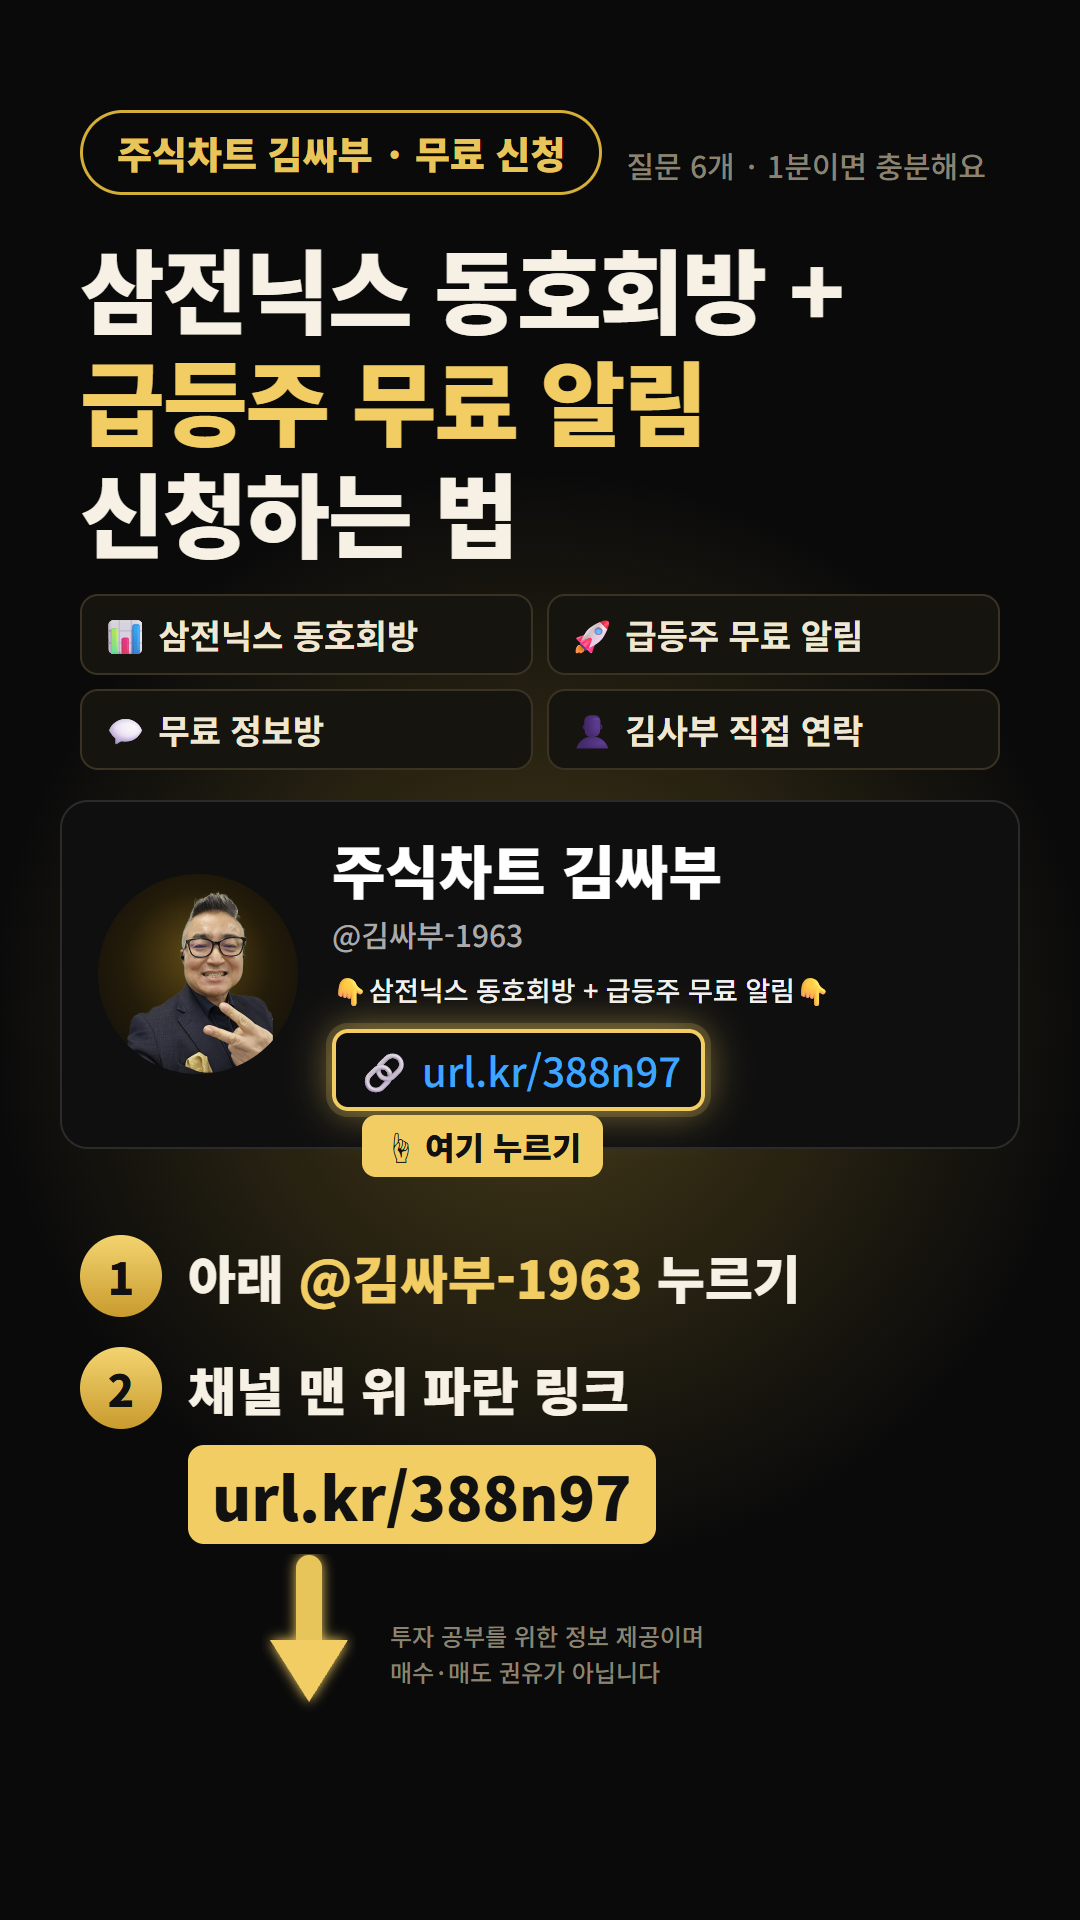 주식차트 김싸부 · 무료 신청
질문 6개 · 1분이면 충분해요
삼전닉스 동호회방 +
급등주 무료 알림
신청하는 법
삼전닉스 동호회방
급등주 무료 알림
무료 정보방
김사부 직접 연락
주식차트 김싸부
@김싸부-1963
👇삼전닉스 동호회방 + 급등주 무료 알림👇
url.kr/388n97
여기 누르기
1 아래 @김싸부-1963 누르기
2 채널 맨 위 파란 링크
url.kr/388n97
투자 공부를 위한 정보 제공이며
매수·매도 권유가 아닙니다